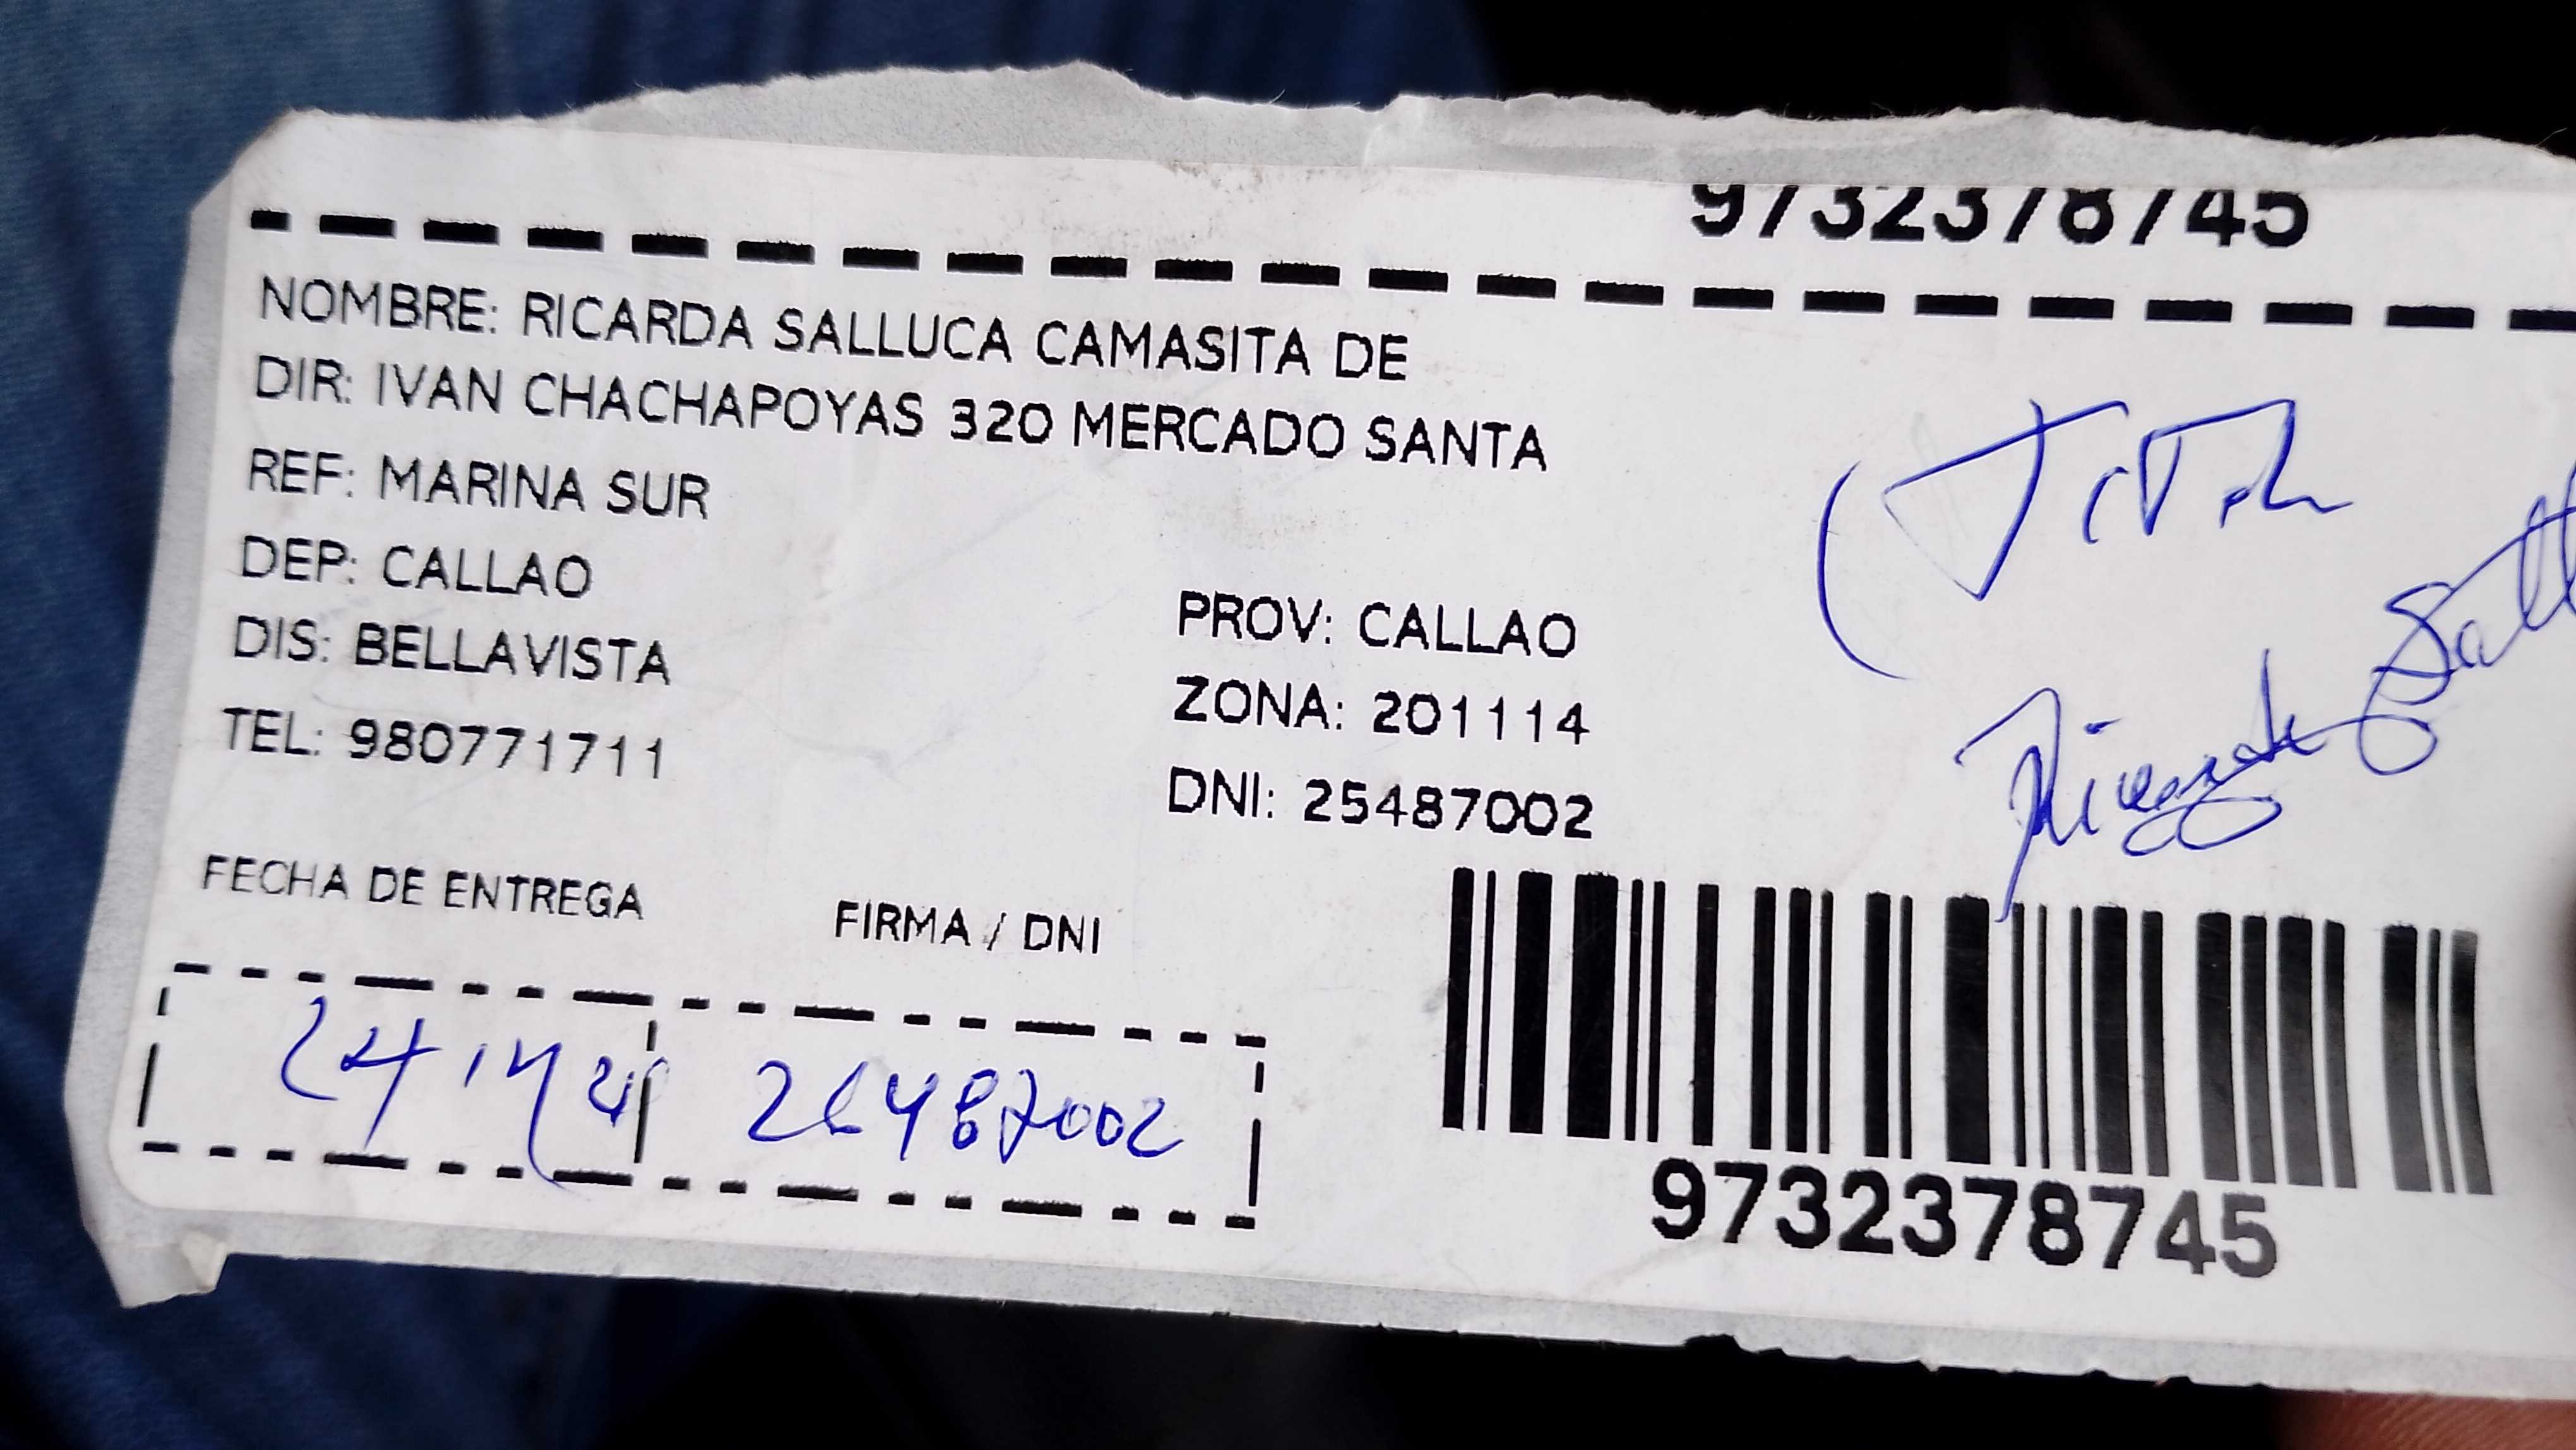 9732378745
NOMBRE: RICARDA SALLUCA CAMASITA DE
DIR: IVAN CHACHAPOYAS 320 MERCADO SANTA
REF: MARINA SUR
DEP: CALLAO
PROV: CALLAO
DIS: BELLAVISTA
ZONA: 201114
TEL: 980771711
DNI: 25487002
FECHA DE ENTREGA
FIRMA / DNI
9732378745